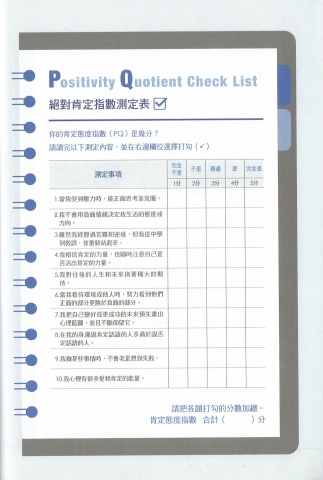 Positivity Quotient Check List
絕對肯定指數測定表
你的肯定態度指數（PQ）是幾分？
請讀完以下測定內容，並在右邊欄位選擇打勾（✓）
測定事項 完全不是 不是 普通 是 完全是
1分 2分 3分 4分 5分
1.當我受到壓力時，能正面思考並克服。
2.我不會用負面情緒決定我生活的態度或
方向。
3.雖然我經歷過苦難和逆境，但我從中學
到教訓，並重新站起來。
4.我相信肯定的力量，也隨時注意自己是
否活出肯定的力量。
5.我對往後的人生和未來抱著極大的期
待。
6.當我看待環境或他人時，努力看到他們
正面的部分更勝於負面的部分。
7.我把自己變好或更成功的未來預先畫出
心理藍圖，並且不斷仰望它。
8.在我的身邊說肯定話語的人多過於說否
定話語的人。
9.我做某些事情時，不會老是想到失敗。
10.我心裡有很多愛和肯定的能量。
請把各題打勾的分數加總。
肯定態度指數 合計（ ）分